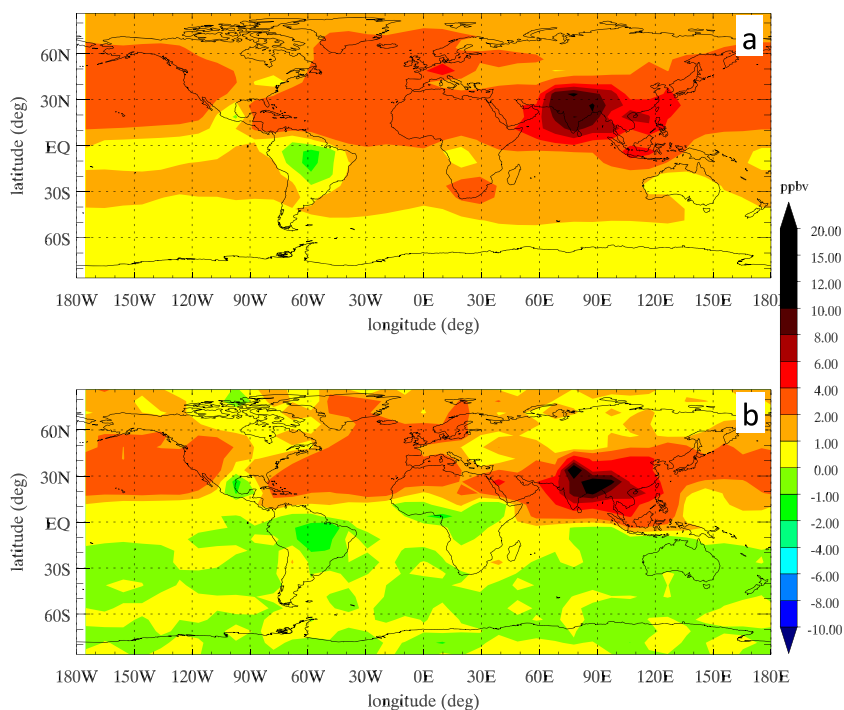 a
60N
30N
EQ
30S
60S
latitude (deg)
180W 150W 120W 90W 60W 30W 0E 30E 60E 90E 120E 150E 180E
longitude (deg)
ppbv
20.00
15.00
12.00
10.00
8.00
6.00
4.00
2.00
1.00
0.00
-1.00
-2.00
-4.00
-6.00
-8.00
-10.00
b
60N
30N
EQ
30S
60S
latitude (deg)
180W 150W 120W 90W 60W 30W 0E 30E 60E 90E 120E 150E 180E
longitude (deg)